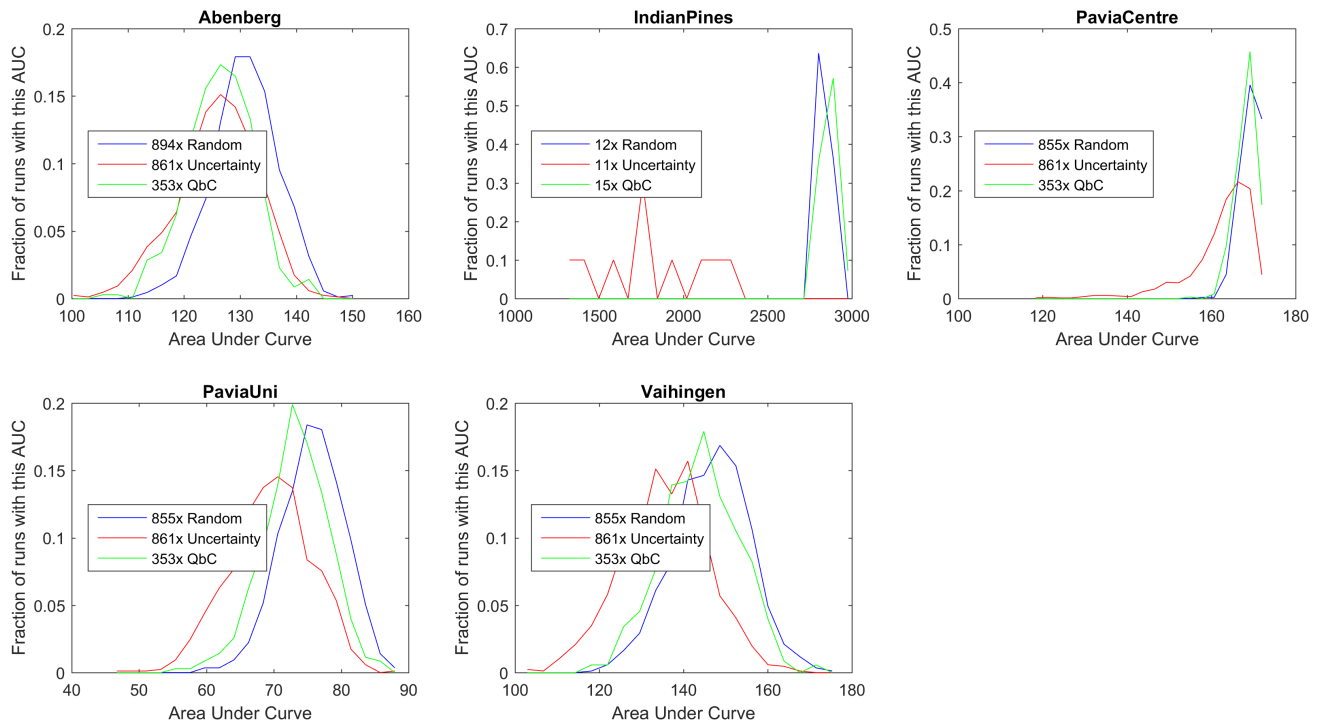 Abenberg
Fraction of runs with this AUC
0.2
0.15
0.1
0.05
0
894x Random
861x Uncertainty
353x QbC
100 110 120 130 140 150 160
Area Under Curve
IndianPines
Fraction of runs with this AUC
0.7
0.6
0.5
0.4
0.3
0.2
0.1
0
12x Random
11x Uncertainty
15x QbC
1000 1500 2000 2500 3000
Area Under Curve
PaviaCentre
Fraction of runs with this AUC
0.5
0.4
0.3
0.2
0.1
0
855x Random
861x Uncertainty
353x QbC
100 120 140 160 180
Area Under Curve
PaviaUni
Fraction of runs with this AUC
0.2
0.15
0.1
0.05
0
855x Random
861x Uncertainty
353x QbC
40 50 60 70 80 90
Area Under Curve
Vaihingen
Fraction of runs with this AUC
0.2
0.15
0.1
0.05
0
855x Random
861x Uncertainty
353x QbC
100 120 140 160 180
Area Under Curve